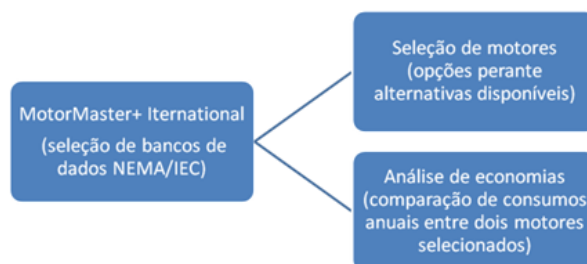 MotorMaster+ Iternational
(seleção de bancos de
dados NEMA/IEC)
Seleção de motores
(opções perante
alternativas disponíveis)
Análise de economias
(comparação de consumos
anuais entre dois motores
selecionados)